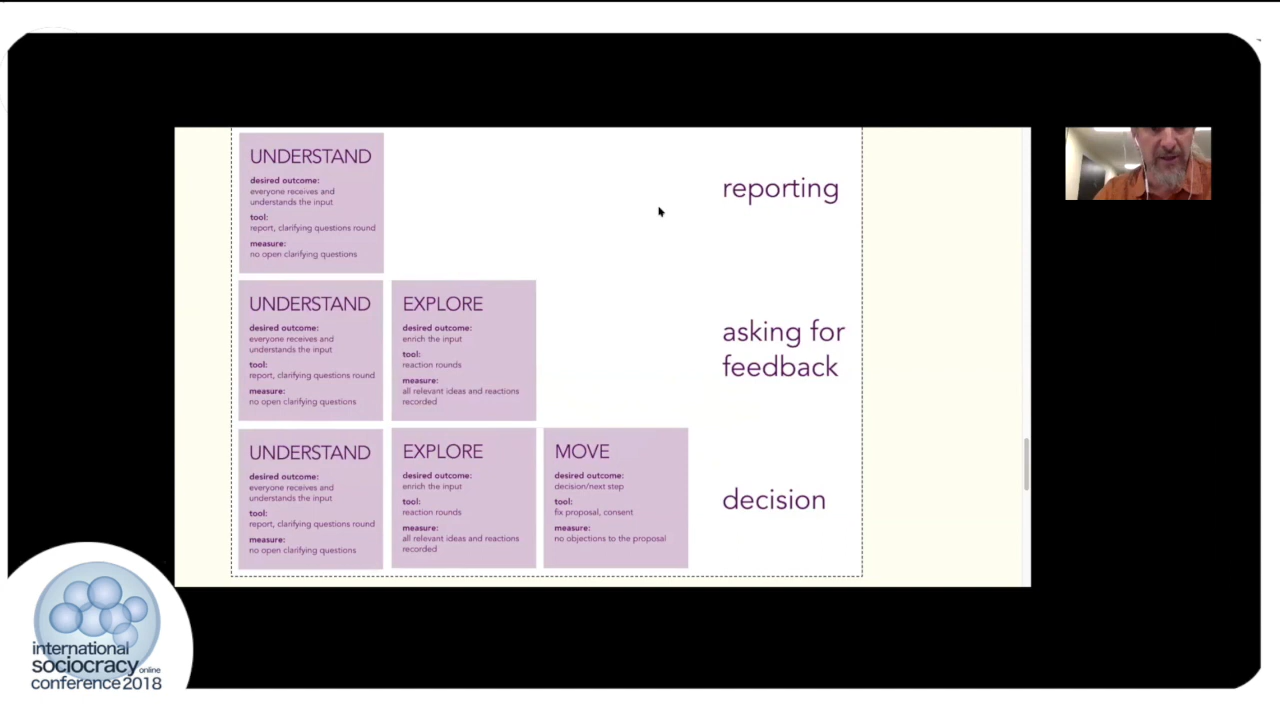 UNDERSTAND
desired outcome:
everyone receives and
understands the input
tool:
report, clarifying questions round
measure:
no open clarifying questions
reporting
UNDERSTAND
desired outcome:
everyone receives and
understands the input
tool:
report, clarifying questions round
measure:
no open clarifying questions
EXPLORE
desired outcome:
enrich the input
tool:
reaction rounds
measure:
all relevant ideas and reactions
recorded
asking for
feedback
UNDERSTAND
desired outcome:
everyone receives and
understands the input
tool:
report, clarifying questions round
measure:
no open clarifying questions
EXPLORE
desired outcome:
enrich the input
tool:
reaction rounds
measure:
all relevant ideas and reactions
recorded
MOVE
desired outcome:
decision/next step
tool:
fix proposal, consent
measure:
no objections to the proposal
decision
international
sociocracy online
conference 2018